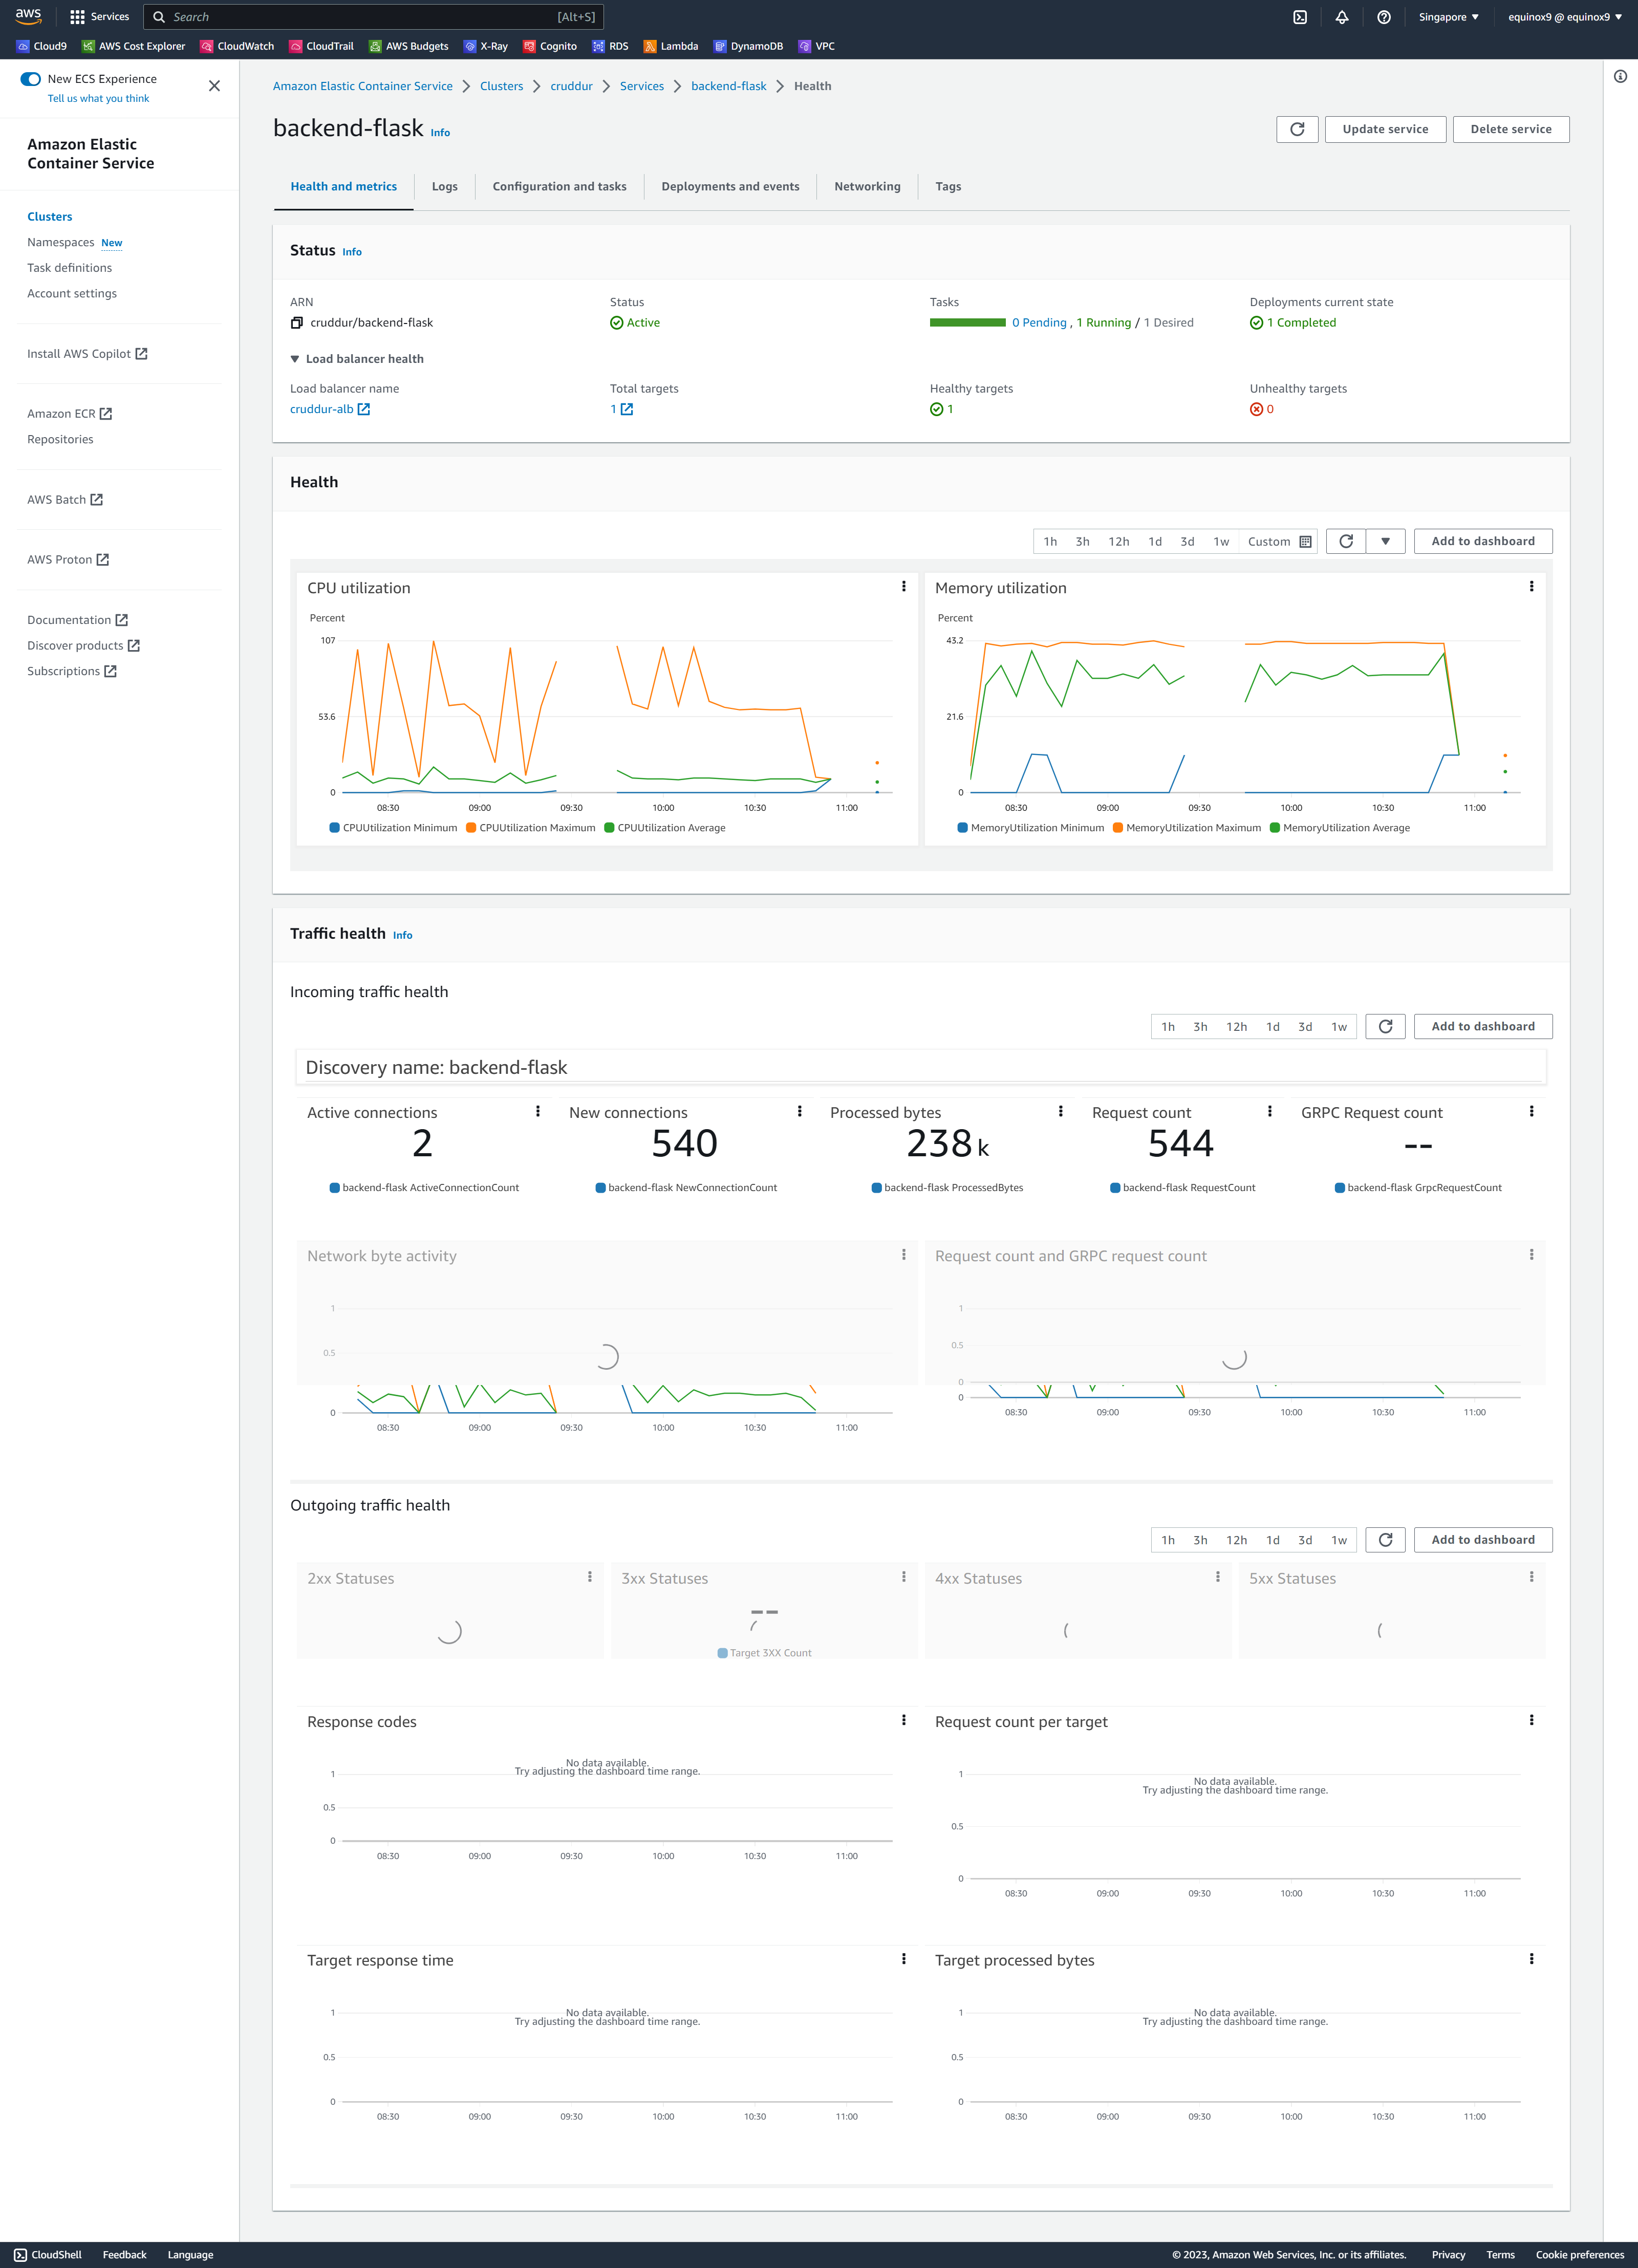 aws Services Search [Alt+S] Singapore ▼ equinox9 @ equinox9 ▼
Cloud9 AWS Cost Explorer CloudWatch CloudTrail AWS Budgets X-Ray Cognito RDS Lambda DynamoDB VPC
New ECS Experience
Tell us what you think
Amazon Elastic
Container Service
Clusters
Namespaces New
Task definitions
Account settings
Install AWS Copilot
Amazon ECR
Repositories
AWS Batch
AWS Proton
Documentation
Discover products
Subscriptions
Amazon Elastic Container Service > Clusters > cruddur > Services > backend-flask > Health
backend-flask Info
Update service Delete service
Health and metrics Logs Configuration and tasks Deployments and events Networking Tags
Status Info
ARN Status Tasks Deployments current state
cruddur/backend-flask Active 0 Pending , 1 Running / 1 Desired 1 Completed
▼ Load balancer health
Load balancer name Total targets Healthy targets Unhealthy targets
cruddur-alb 1 1 0
Health
1h 3h 12h 1d 3d 1w Custom ▼ Add to dashboard
CPU utilization
Percent
107
53.6
0
08:30 09:00 09:30 10:00 10:30 11:00
CPUUtilization Minimum CPUUtilization Maximum CPUUtilization Average
Memory utilization
Percent
43.2
21.6
0
08:30 09:00 09:30 10:00 10:30 11:00
MemoryUtilization Minimum MemoryUtilization Maximum MemoryUtilization Average
Traffic health Info
Incoming traffic health
1h 3h 12h 1d 3d 1w Add to dashboard
Discovery name: backend-flask
Active connections New connections Processed bytes Request count GRPC Request count
2 540 238 k 544 --
backend-flask ActiveConnectionCount backend-flask NewConnectionCount backend-flask ProcessedBytes backend-flask RequestCount backend-flask GrpcRequestCount
Network byte activity
1
0.5
0
08:30 09:00 09:30 10:00 10:30 11:00
Request count and GRPC request count
1
0.5
0
0
08:30 09:00 09:30 10:00 10:30 11:00
Outgoing traffic health
1h 3h 12h 1d 3d 1w Add to dashboard
2xx Statuses 3xx Statuses 4xx Statuses 5xx Statuses
--
Target 3XX Count
Response codes
No data available.
Try adjusting the dashboard time range.
1
0.5
0
08:30 09:00 09:30 10:00 10:30 11:00
Request count per target
No data available.
Try adjusting the dashboard time range.
1
0.5
0
08:30 09:00 09:30 10:00 10:30 11:00
Target response time
No data available.
Try adjusting the dashboard time range.
1
0.5
0
08:30 09:00 09:30 10:00 10:30 11:00
Target processed bytes
No data available.
Try adjusting the dashboard time range.
1
0.5
0
08:30 09:00 09:30 10:00 10:30 11:00
CloudShell Feedback Language © 2023, Amazon Web Services, Inc. or its affiliates. Privacy Terms Cookie preferences